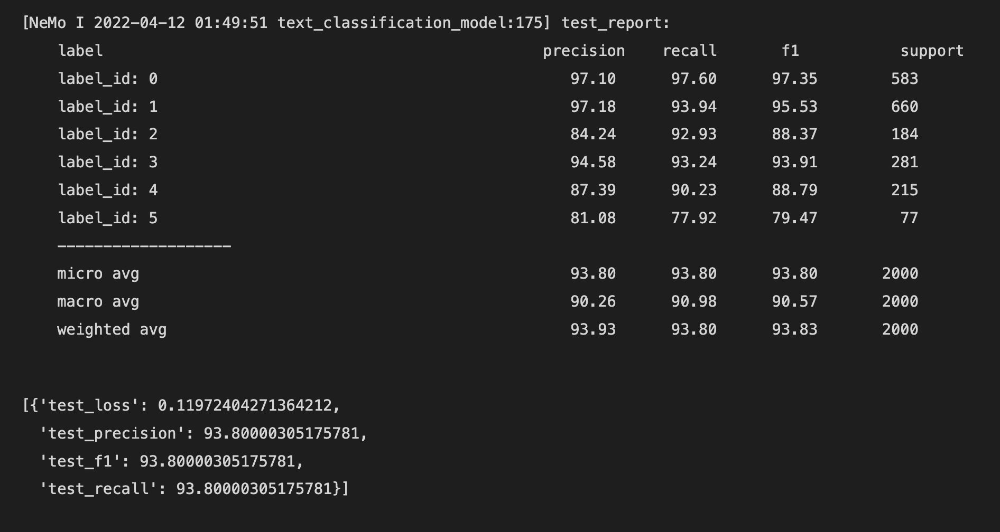 [NeMo I 2022-04-12 01:49:51 text_classification_model:175] test_report:
label precision recall f1 support
label_id: 0 97.10 97.60 97.35 583
label_id: 1 97.18 93.94 95.53 660
label_id: 2 84.24 92.93 88.37 184
label_id: 3 94.58 93.24 93.91 281
label_id: 4 87.39 90.23 88.79 215
label_id: 5 81.08 77.92 79.47 77
-------------------
micro avg 93.80 93.80 93.80 2000
macro avg 90.26 90.98 90.57 2000
weighted avg 93.93 93.80 93.83 2000
[{'test_loss': 0.11972404271364212,
'test_precision': 93.80000305175781,
'test_f1': 93.80000305175781,
'test_recall': 93.80000305175781}]